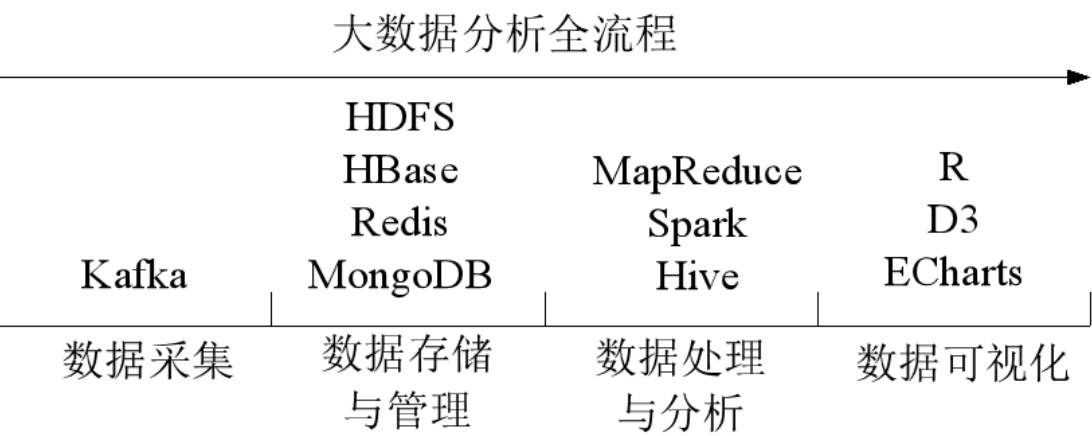 大数据分析全流程
Kafka
HDFS
HBase
Redis
MongoDB
MapReduce
Spark
Hive
R
D3
ECharts
数据采集
数据存储
与管理
数据处理
与分析
数据可视化